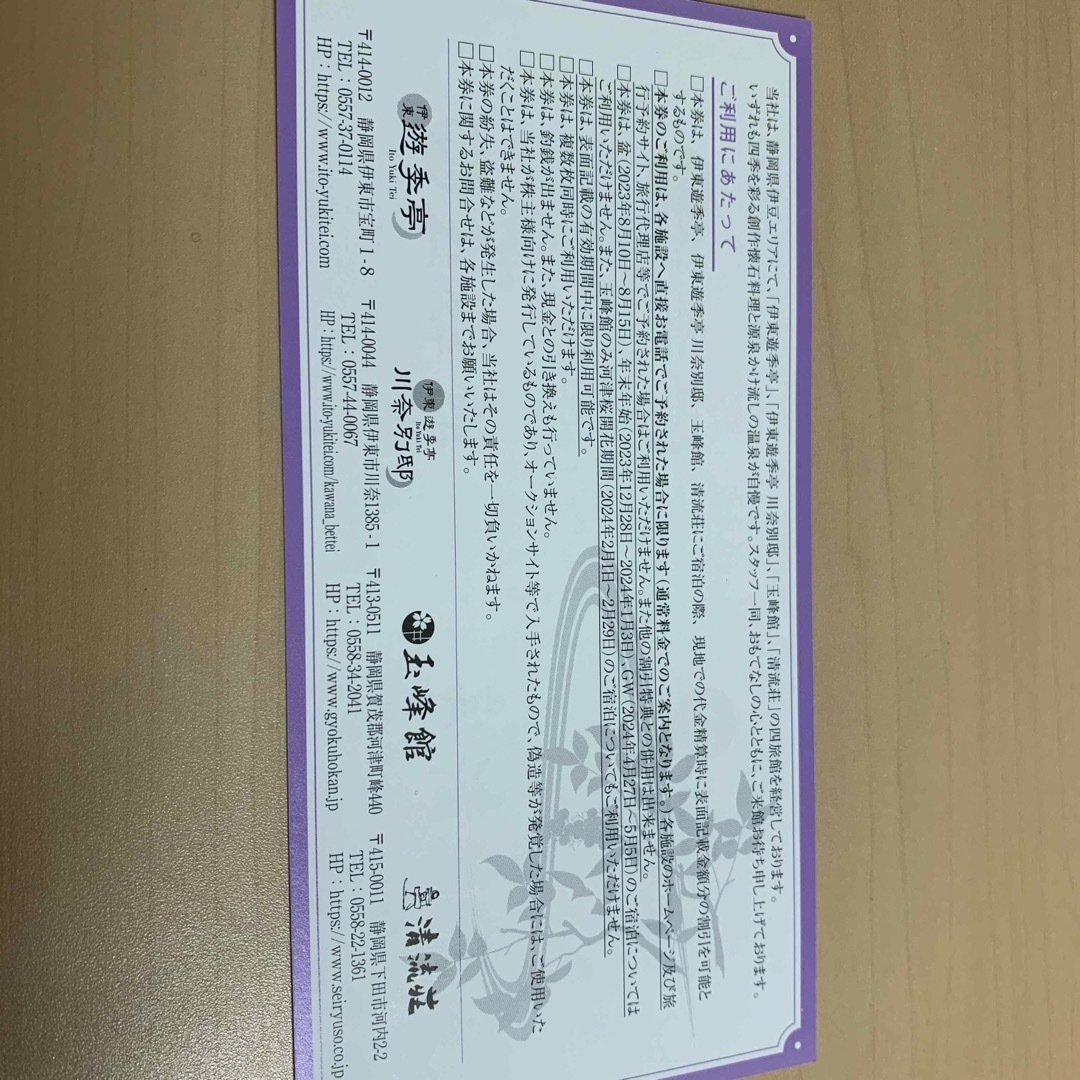 当社は、静岡県伊豆エリアにて、「伊東遊季亭」、「伊東遊季亭 川奈別邸」、「玉峰館」、「清流荘」の四旅館を経営しております。
いずれも四季を彩る創作懐石料理と源泉かけ流しの温泉が自慢です。スタッフ一同、おもてなしの心とともに、ご来館お待ち申し上げております。
ご利用にあたって
□本券は、伊東遊季亭、伊東遊季亭 川奈別邸、玉峰館、清流荘にご宿泊の際、現地での代金精算時に表面記載金額分の割引を可能と
するものです。
□本券のご利用は、各施設へ直接お電話でご予約された場合に限ります(通常料金でのご案内となります。)各施設のホームページ及び旅
行予約サイト、旅行代理店等でご予約された場合はご利用いただけません。また他の割引特典との併用は出来ません。
□本券は、盆(2023年8月10日~8月15日)、年末年始(2023年12月28日~2024年1月3日)、GW(2024年4月27日~5月5日)のご宿泊については
ご利用いただけません。また、玉峰館のみ河津桜開花期間(2024年2月1日~2月29日)のご宿泊についてもご利用いただけません。
□本券は、表面記載の有効期間中に限り利用可能です。
□本券は、複数枚同時にご利用いただけます。
□本券は、釣銭が出ません。また、現金との引き換えも行っていません。
□本券は、当社が株主様向けに発行しているものであり、オークションサイト等で入手されたもので、偽造等が発覚した場合には、ご使用いた
だくことはできません。
□本券の紛失、盗難などが発生した場合、当社はその責任を一切負いかねます。
□本券に関するお問合せは、各施設までお願いいたします。
伊東 遊季亭
Ito Yuki Tei
〒414-0012 静岡県伊東市宝町1-8
TEL:0557-37-0114
HP:https://www.ito-yukitei.com
伊東 遊季亭
Ito Yuki Tei
川奈別邸
〒414-0044 静岡県伊東市川奈1385-1
TEL:0557-44-0067
HP:https://www.ito-yukitei.com/kawana_bettei
玉峰館
〒413-0511 静岡県賀茂郡河津町峰440
TEL:0558-34-2041
HP:https://www.gyokuhokan.jp
清流荘
〒415-0011 静岡県下田市河内2-2
TEL:0558-22-1361
HP:https://www.seiryuso.co.jp